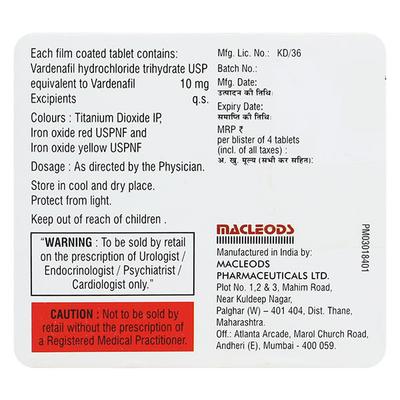 Each film coated tablet contains:
Vardenafil hydrochloride trihydrate USP
equivalent to Vardenafil 10 mg
Excipients q.s.
Colours : Titanium Dioxide IP,
Iron oxide red USPNF and
Iron oxide yellow USPNF
Dosage : As directed by the Physician.
Store in cool and dry place.
Protect from light.
Keep out of reach of children .
"WARNING : To be sold by retail
on the prescription of Urologist /
Endocrinologist / Psychiatrist /
Cardiologist only."
CAUTION : Not to be sold by
retail without the prescription of
a Registered Medical Practitioner.
Mfg. Lic. No.: KD/36
Batch No.:
Mfg. Date:
उत्पादन की तिथि:
Expiry Date:
समाप्ति की तिथि:
MRP ₹
per blister of 4 tablets
(incl. of all taxes) :
अ. खु. मूल्य (सभी कर सहित):
MACLEODS
Manufactured in India by:
MACLEODS
PHARMACEUTICALS LTD.
Plot No. 1,2 & 3, Mahim Road,
Near Kuldeep Nagar,
Palghar (W) – 401 404, Dist. Thane,
Maharashtra.
Off.: Atlanta Arcade, Marol Church Road,
Andheri (E), Mumbai - 400 059.
PM03018401